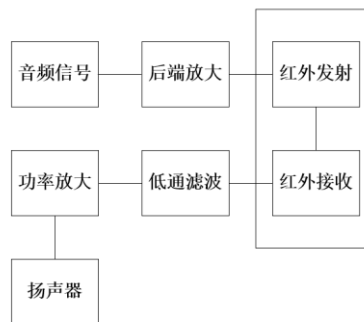 音频信号
后端放大
红外发射
功率放大
低通滤波
红外接收
扬声器